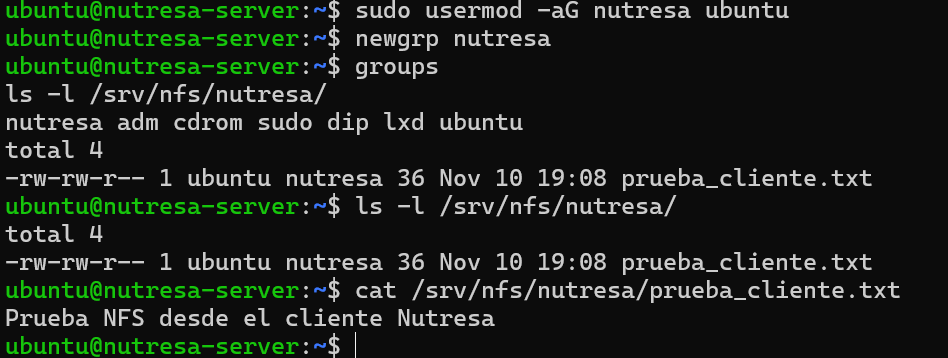 ubuntu@nutresa-server:~$ sudo usermod -aG nutresa ubuntu
ubuntu@nutresa-server:~$ newgrp nutresa
ubuntu@nutresa-server:~$ groups
ls -l /srv/nfs/nutresa/
nutresa adm cdrom sudo dip lxd ubuntu
total 4
-rw-rw-r-- 1 ubuntu nutresa 36 Nov 10 19:08 prueba_cliente.txt
ubuntu@nutresa-server:~$ ls -l /srv/nfs/nutresa/
total 4
-rw-rw-r-- 1 ubuntu nutresa 36 Nov 10 19:08 prueba_cliente.txt
ubuntu@nutresa-server:~$ cat /srv/nfs/nutresa/prueba_cliente.txt
Prueba NFS desde el cliente Nutresa
ubuntu@nutresa-server:~$